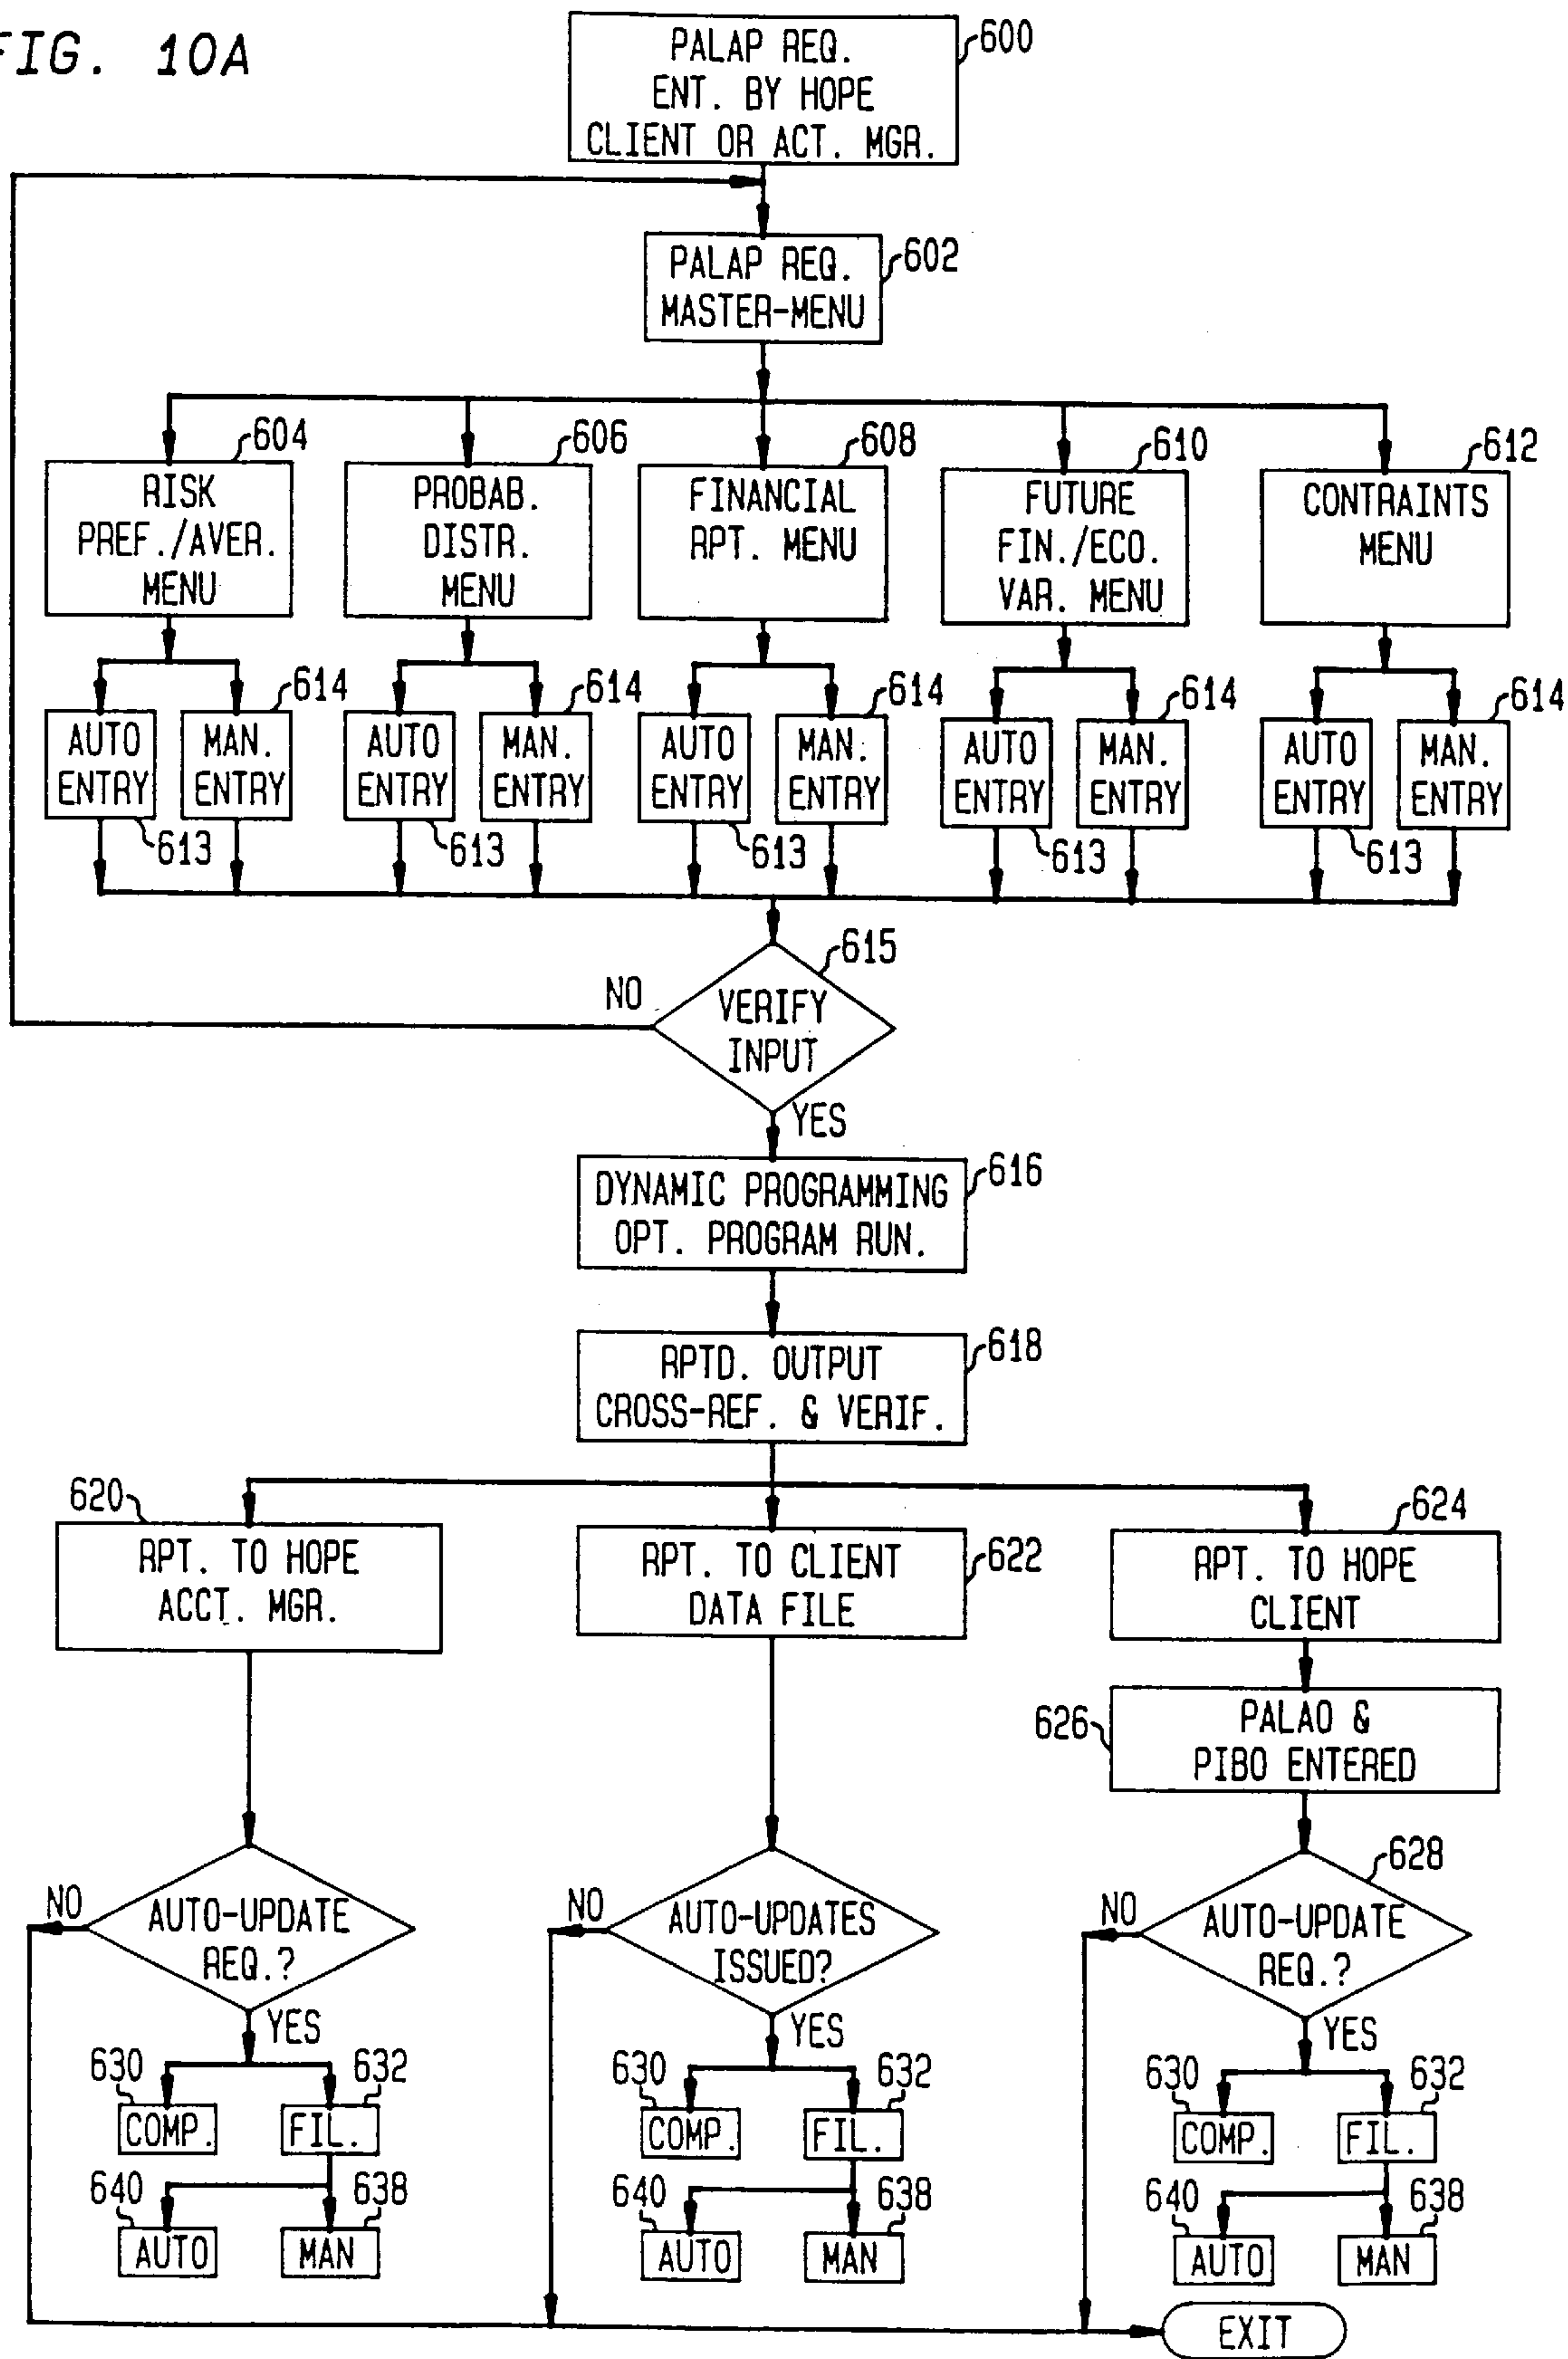 FIG. 10A
PALAP REQ.
ENT. BY HOPE
CLIENT OR ACT. MGR.
600
PALAP REQ.
MASTER-MENU
602
604
RISK
PREF./AVER.
MENU
606
PROBAB.
DISTR.
MENU
608
FINANCIAL
RPT. MENU
610
FUTURE
FIN./ECO.
VAR. MENU
612
CONTRAINTS
MENU
AUTO
ENTRY
613
614
MAN.
ENTRY
AUTO
ENTRY
613
614
MAN.
ENTRY
AUTO
ENTRY
613
614
MAN.
ENTRY
AUTO
ENTRY
613
614
MAN.
ENTRY
AUTO
ENTRY
613
614
MAN.
ENTRY
615
NO
VERIFY
INPUT
YES
DYNAMIC PROGRAMMING
OPT. PROGRAM RUN.
616
RPTD. OUTPUT
CROSS-REF. & VERIF.
618
620
RPT. TO HOPE
ACCT. MGR.
RPT. TO CLIENT
DATA FILE
622
624
RPT. TO HOPE
CLIENT
626
PALAO &
PIBO ENTERED
NO
AUTO-UPDATE
REQ.?
YES
NO
AUTO-UPDATES
ISSUED?
YES
628
NO
AUTO-UPDATE
REQ.?
YES
630
COMP.
632
FIL.
640
AUTO
638
MAN
630
COMP.
632
FIL.
640
AUTO
638
MAN
630
COMP.
632
FIL.
640
AUTO
638
MAN
EXIT